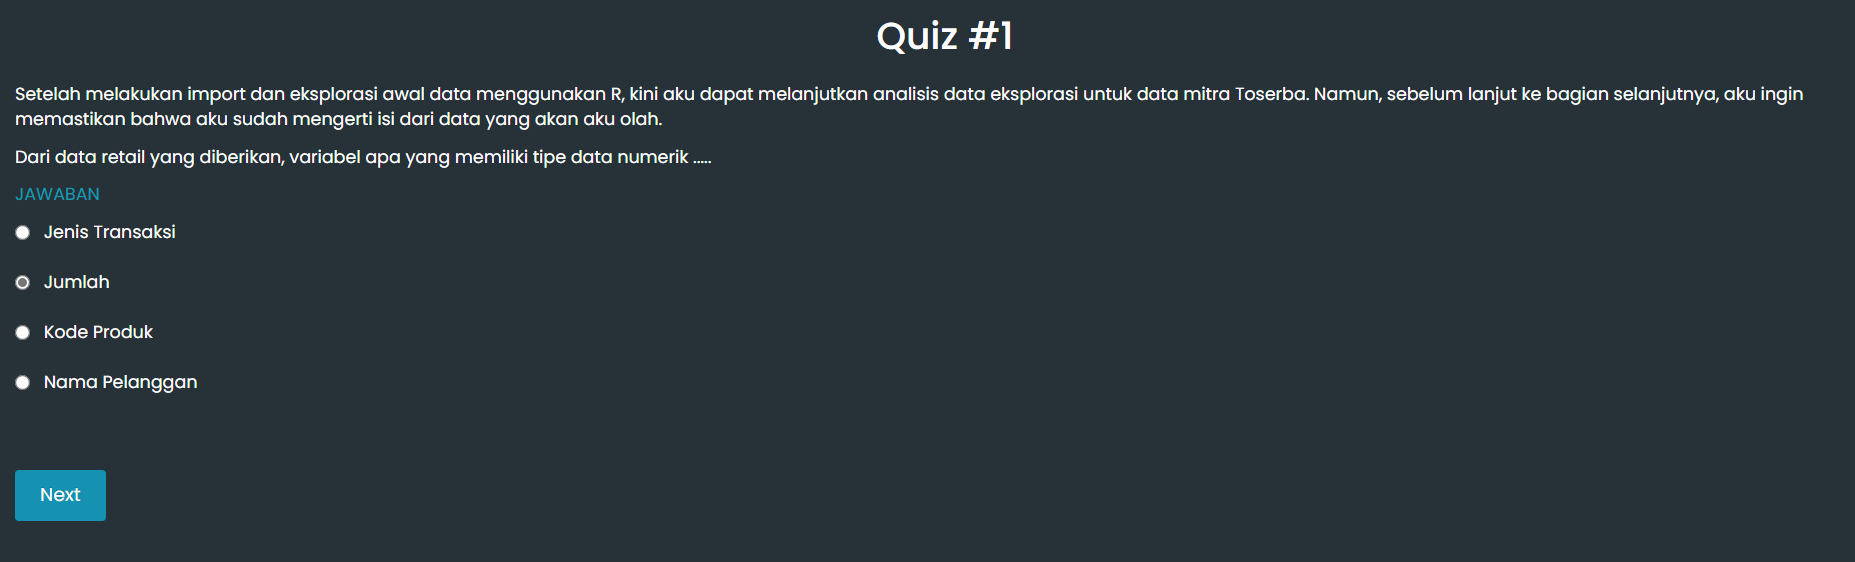 Quiz #1
Setelah melakukan import dan eksplorasi awal data menggunakan R, kini aku dapat melanjutkan analisis data eksplorasi untuk data mitra Toserba. Namun, sebelum lanjut ke bagian selanjutnya, aku ingin
memastikan bahwa aku sudah mengerti isi dari data yang akan aku olah.
Dari data retail yang diberikan, variabel apa yang memiliki tipe data numerik .....
JAWABAN
Jenis Transaksi
Jumlah
Kode Produk
Nama Pelanggan
Next